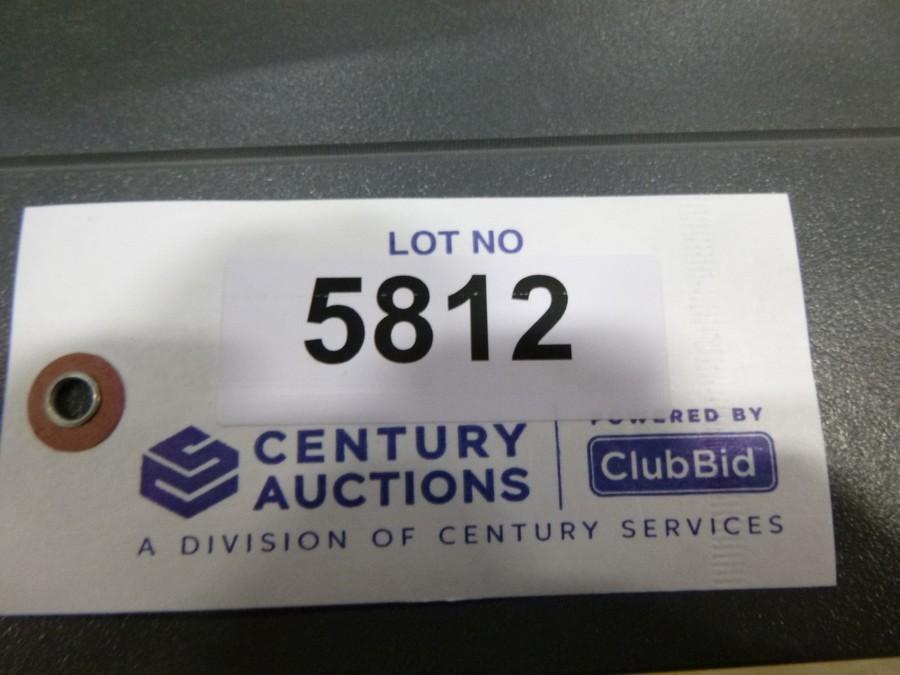 LOT NO
5812
CENTURY
AUCTIONS
POWERED BY
ClubBid
A DIVISION OF CENTURY SERVICES